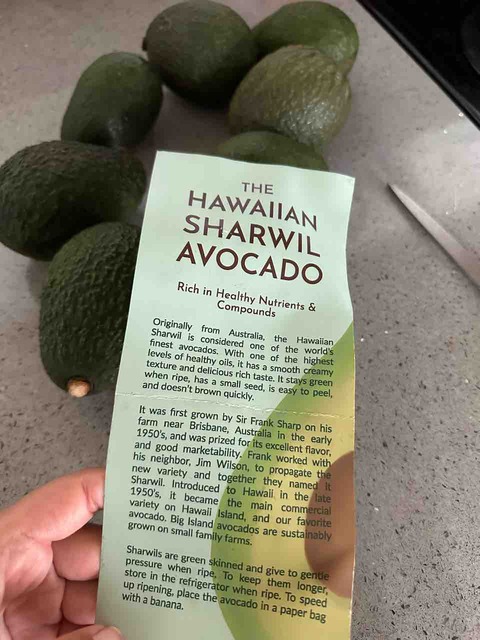 THE
HAWAIIAN
SHARWIL
AVOCADO
Rich in Healthy Nutrients &
Compounds
Originally from Australia, the Hawaiian
Sharwil is considered one of the world's
finest avocados. With one of the highest
levels of healthy oils, it has a smooth creamy
texture and delicious rich taste. It stays green
when ripe, has a small seed, is easy to peel,
and doesn't brown quickly.
It was first grown by Sir Frank Sharp on his
farm near Brisbane, Australia in the early
1950's, and was prized for its excellent flavor,
and good marketability. Frank worked with
his neighbor, Jim Wilson, to propagate the
new variety and together they named it
Sharwil. Introduced to Hawaii in the late
1950's, it became the main commercial
variety on Hawaii Island, and our favorite
avocado. Big Island avocados are sustainably
grown on small family farms.
Sharwils are green skinned and give to gentle
pressure when ripe. To keep them longer,
store in the refrigerator when ripe. To speed
up ripening, place the avocado in a paper bag
with a banana.